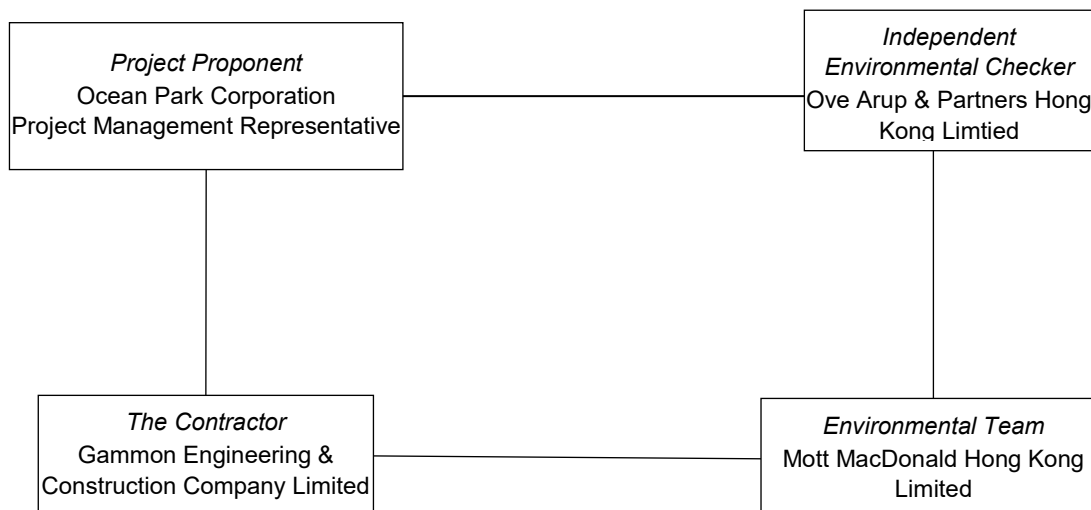 Project Proponent
Ocean Park Corporation
Project Management Representative
Independent
Environmental Checker
Ove Arup & Partners Hong
Kong Limtied
The Contractor
Gammon Engineering &
Construction Company Limited
Environmental Team
Mott MacDonald Hong Kong
Limited